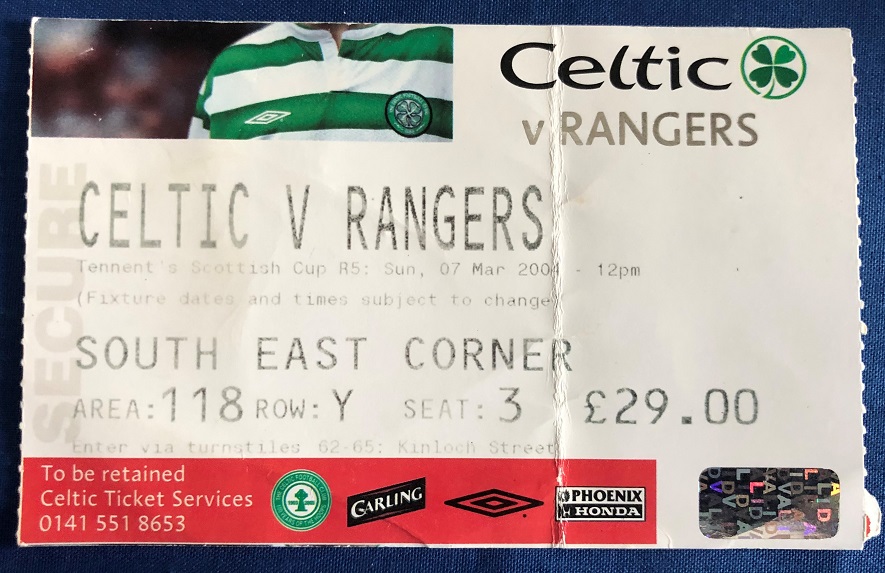 Celtic
v RANGERS
SECURE
CELTIC V RANGERS
Tennent's Scottish Cup R5: Sun, 07 Mar 2004 - 12pm
(Fixture dates and times subject to change)
SOUTH EAST CORNER
AREA:118 ROW:Y SEAT:3 £29.00
Enter via turnstiles 62-65: Kinloch Street
To be retained
Celtic Ticket Services
0141 551 8653
CARLING
PHOENIX
HONDA